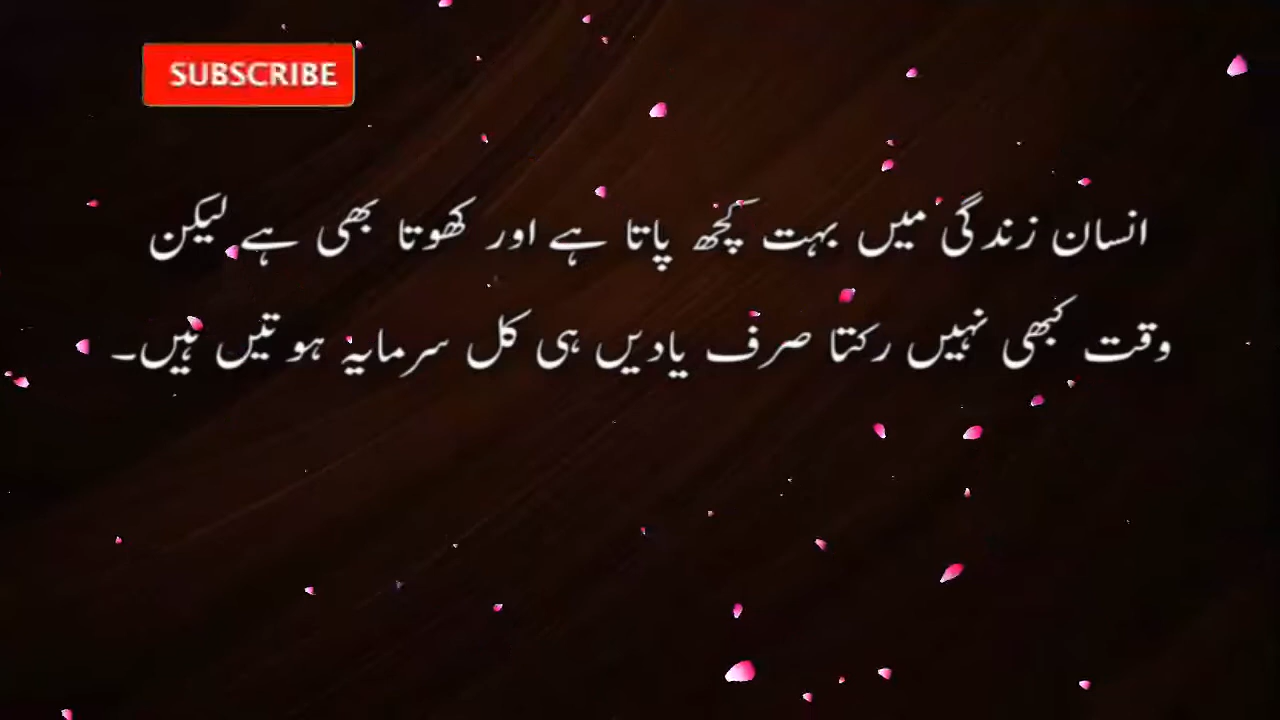 SUBSCRIBE
انسان زندگی میں بہت کچھ پاتا ہے اور کھوتا بھی ہے لیکن
وقت کبھی نہیں رکتا صرف یادیں ہی کل سرمایہ ہوتیں ہیں۔